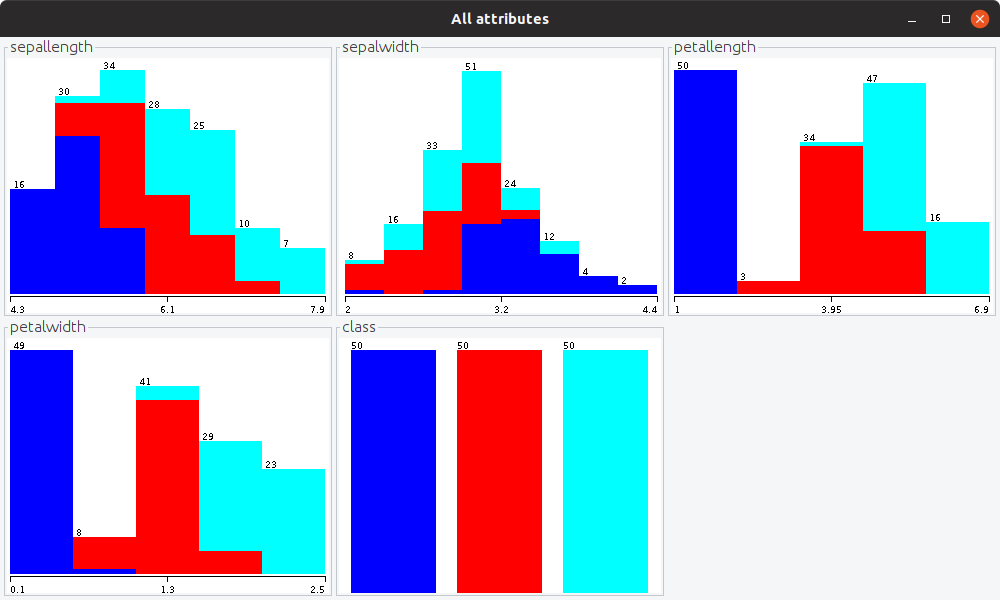 All attributes
sepallength
34
30
28
25
16
10
7
4.3 6.1 7.9
sepalwidth
51
33
24
16
12
8
4
2
2 3.2 4.4
petallength
50
47
34
16
3
1 3.95 6.9
petalwidth
49
41
29
23
8
0.1 1.3 2.5
class
50 50 50